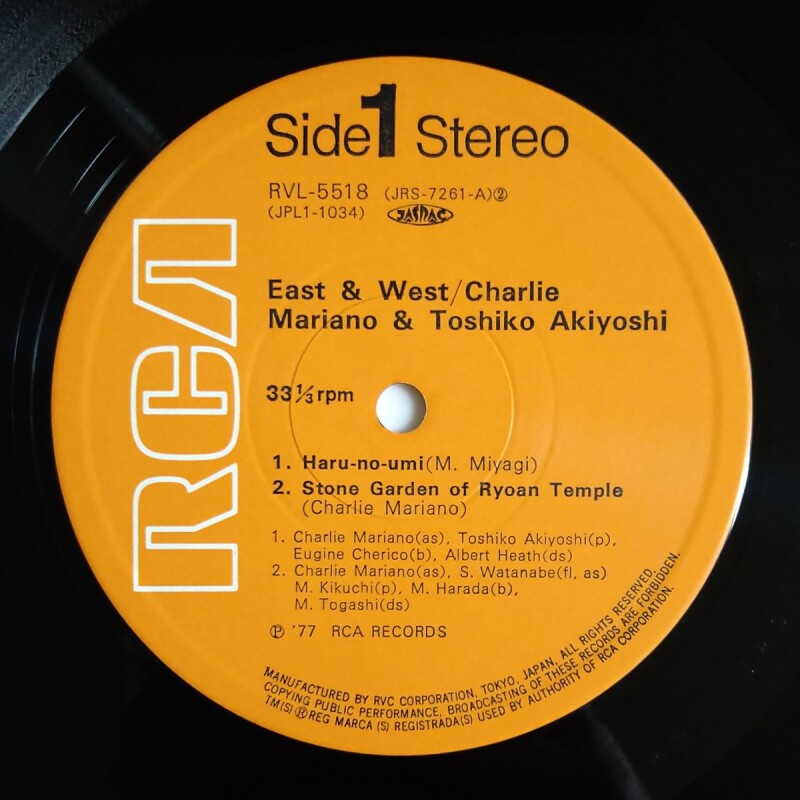 Side 1 Stereo
RVL-5518 (JRS-7261-A)②
(JPL1-1034) JASRAC
East & West/Charlie
Mariano & Toshiko Akiyoshi
33⅓rpm
RCA
1. Haru-no-umi(M. Miyagi)
2. Stone Garden of Ryoan Temple
(Charlie Mariano)
1. Charlie Mariano(as), Toshiko Akiyoshi(p),
Eugine Cherico(b), Albert Heath(ds)
2. Charlie Mariano(as), S. Watanabe(fl, as)
M. Kikuchi(p), M. Harada(b),
M. Togashi(ds)
℗ '77 RCA RECORDS
MANUFACTURED BY RVC CORPORATION, TOKYO, JAPAN, ALL RIGHTS RESERVED,
COPYING PUBLIC PERFORMANCE, BROADCASTING OF THESE RECORDS ARE FORBIDDEN.
TM(S) ® REG MARCA (S) REGISTRADA(S) USED BY AUTHORITY OF RCA CORPORATION.